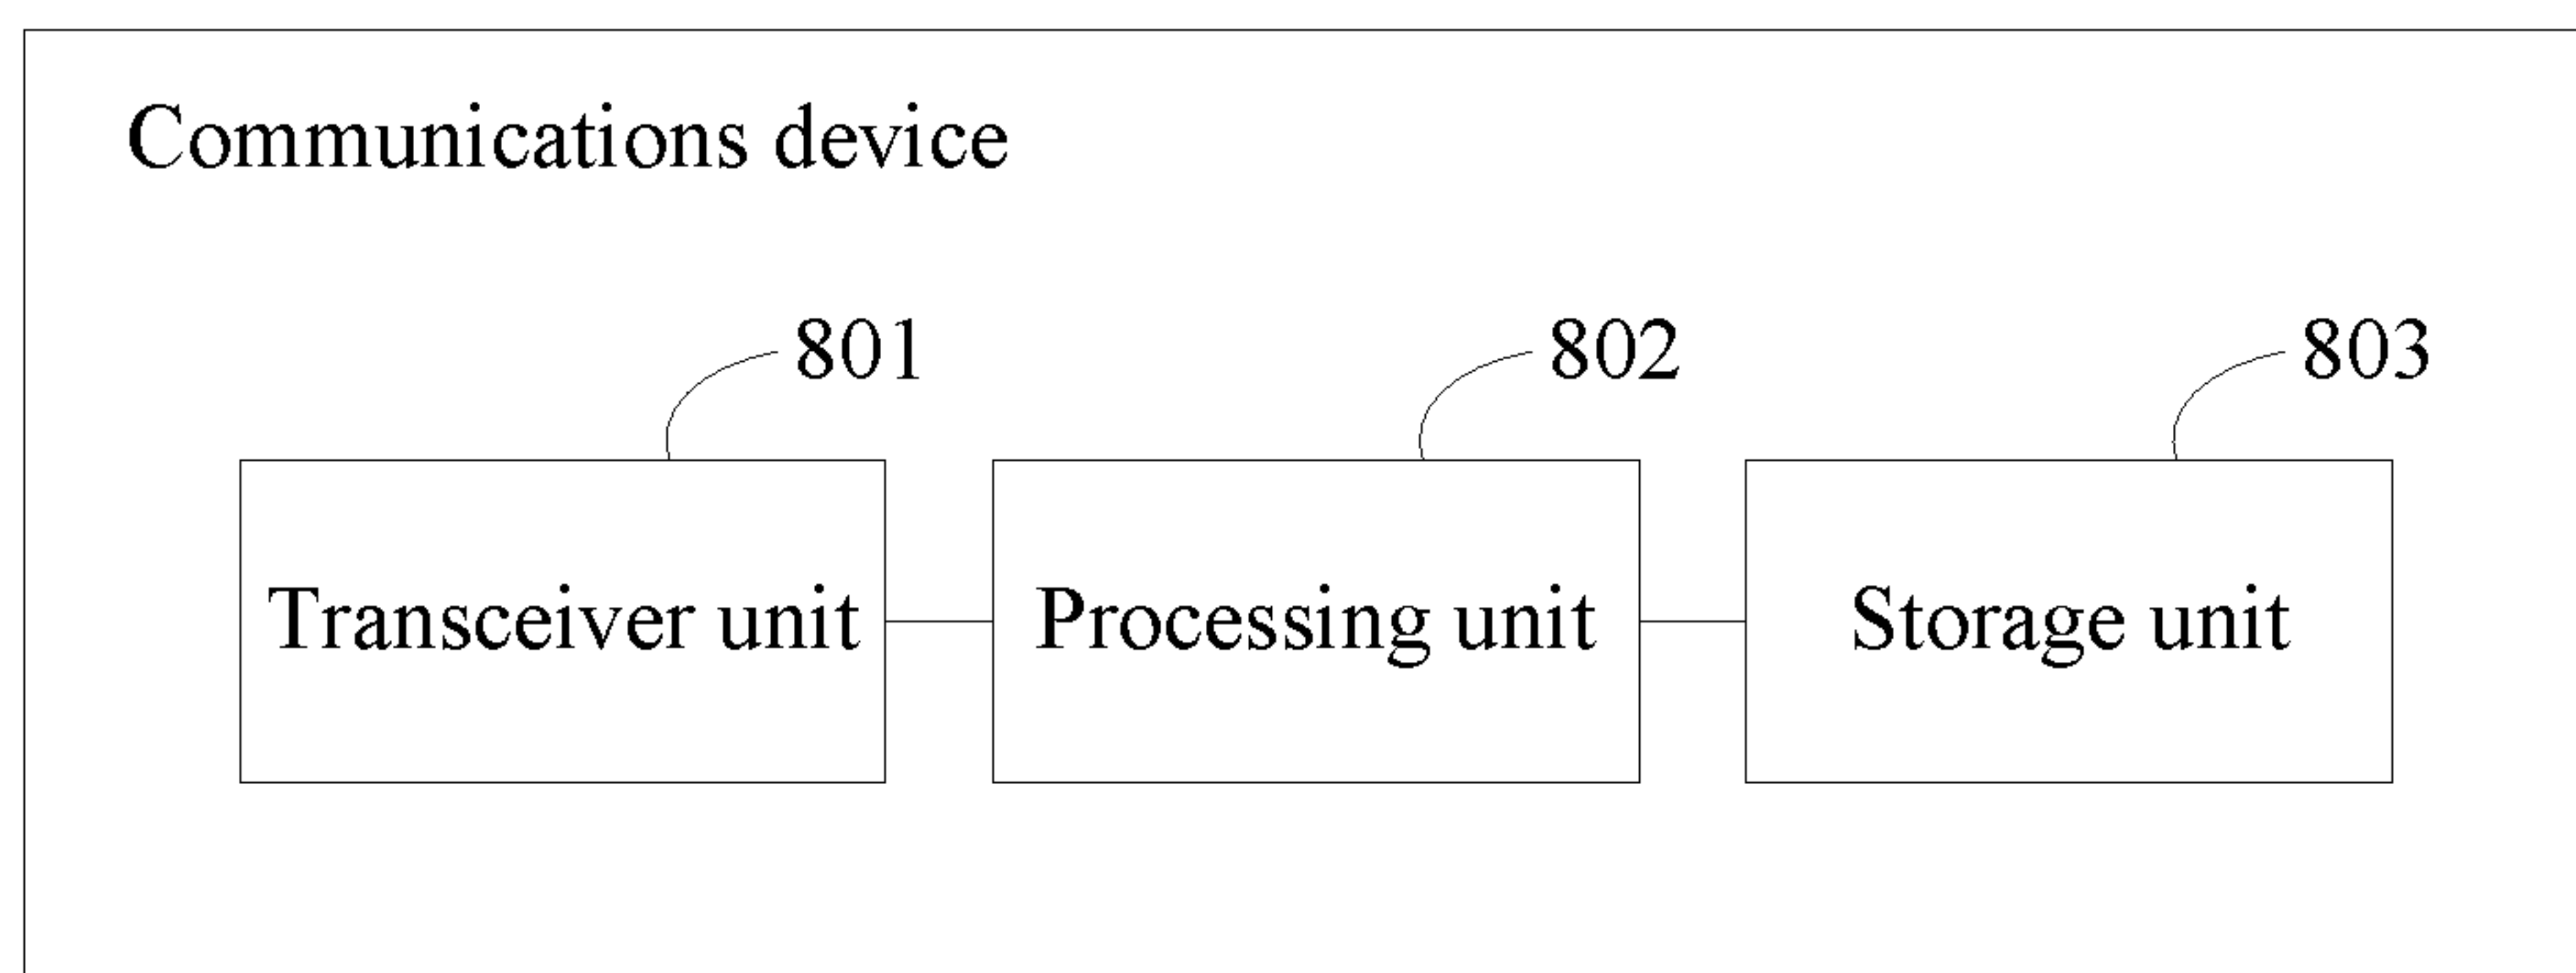 Communications device
801 802 803
Transceiver unit Processing unit Storage unit